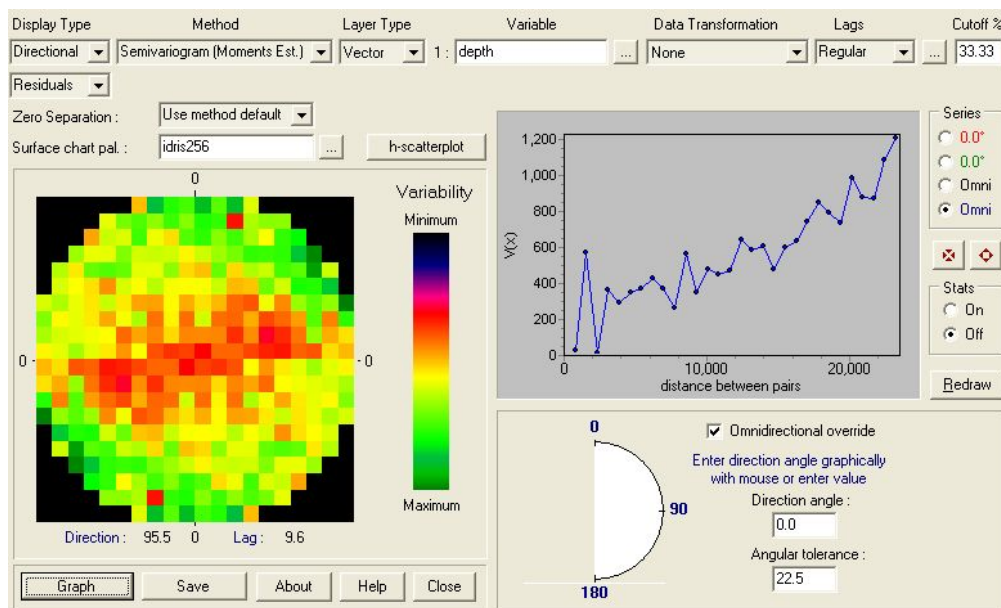 Display Type Method Layer Type Variable Data Transformation Lags Cutoff %
Directional Semivariogram (Moments Est.) Vector 1 : depth ... None Regular ... 33.33
Residuals
Zero Separation : Use method default
Surface chart pal. : idris256 ... h-scatterplot
0
Variability
Minimum
0
0
Maximum
Direction : 95.5 0 Lag : 9.6
Graph Save About Help Close
1,200
1,000
800
600
400
200
0
V(x)
0 10,000 20,000
distance between pairs
Series
0.0°
0.0°
Omni
Omni
Stats
On
Off
Redraw
0
90
180
Omnidirectional override
Enter direction angle graphically
with mouse or enter value
Direction angle :
0.0
Angular tolerance :
22.5